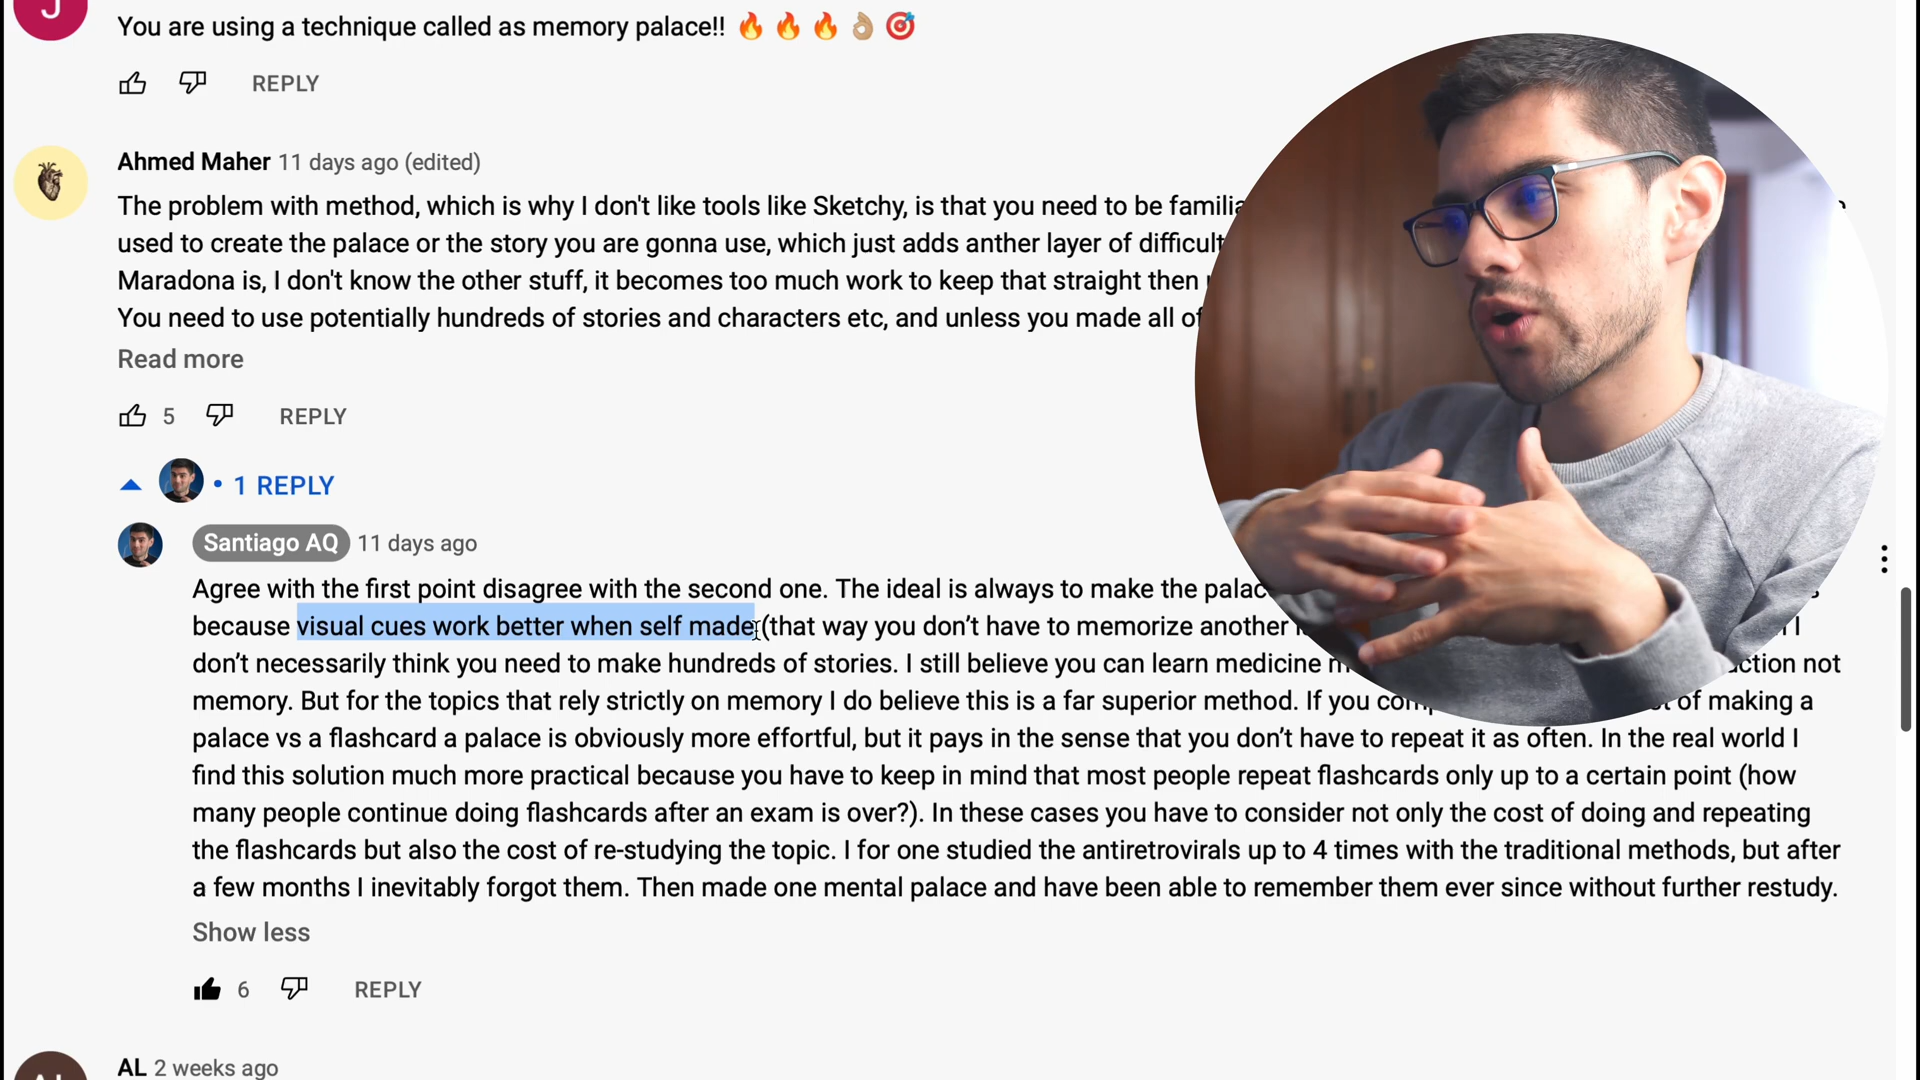 J
You are using a technique called as memory palace!! 🔥 🔥 🔥 👌🏼 🎯
REPLY
Ahmed Maher 11 days ago (edited)
The problem with method, which is why I don't like tools like Sketchy, is that you need to be
used to create the palace or the story you are gonna use, which just adds anther layer of
Maradona is, I don't know the other stuff, it becomes too much work to keep that straight then
You need to use potentially hundreds of stories and characters etc, and unless you made all
Read more
5 REPLY
• 1 REPLY
Santiago AQ 11 days ago
Agree with the first point disagree with the second one. The ideal is always to make the
because visual cues work better when self made (that way you don’t have to memorize another I
don’t necessarily think you need to make hundreds of stories. I still believe you can learn medicine not
memory. But for the topics that rely strictly on memory I do believe this is a far superior method. If you of making a
palace vs a flashcard a palace is obviously more effortful, but it pays in the sense that you don’t have to repeat it as often. In the real world I
find this solution much more practical because you have to keep in mind that most people repeat flashcards only up to a certain point (how
many people continue doing flashcards after an exam is over?). In these cases you have to consider not only the cost of doing and repeating
the flashcards but also the cost of re-studying the topic. I for one studied the antiretrovirals up to 4 times with the traditional methods, but after
a few months I inevitably forgot them. Then made one mental palace and have been able to remember them ever since without further restudy.
Show less
6 REPLY
AL 2 weeks ago